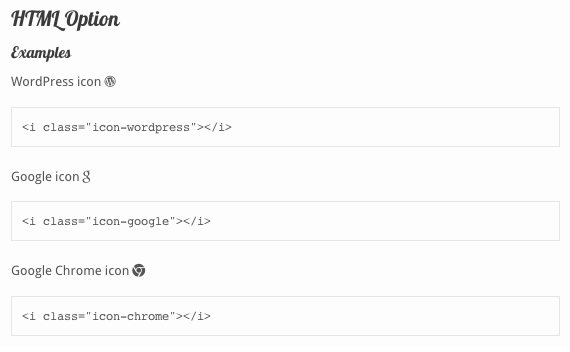 HTML Option
Examples
WordPress icon
<i class="icon-wordpress"></i>
Google icon
<i class="icon-google"></i>
Google Chrome icon
<i class="icon-chrome"></i>